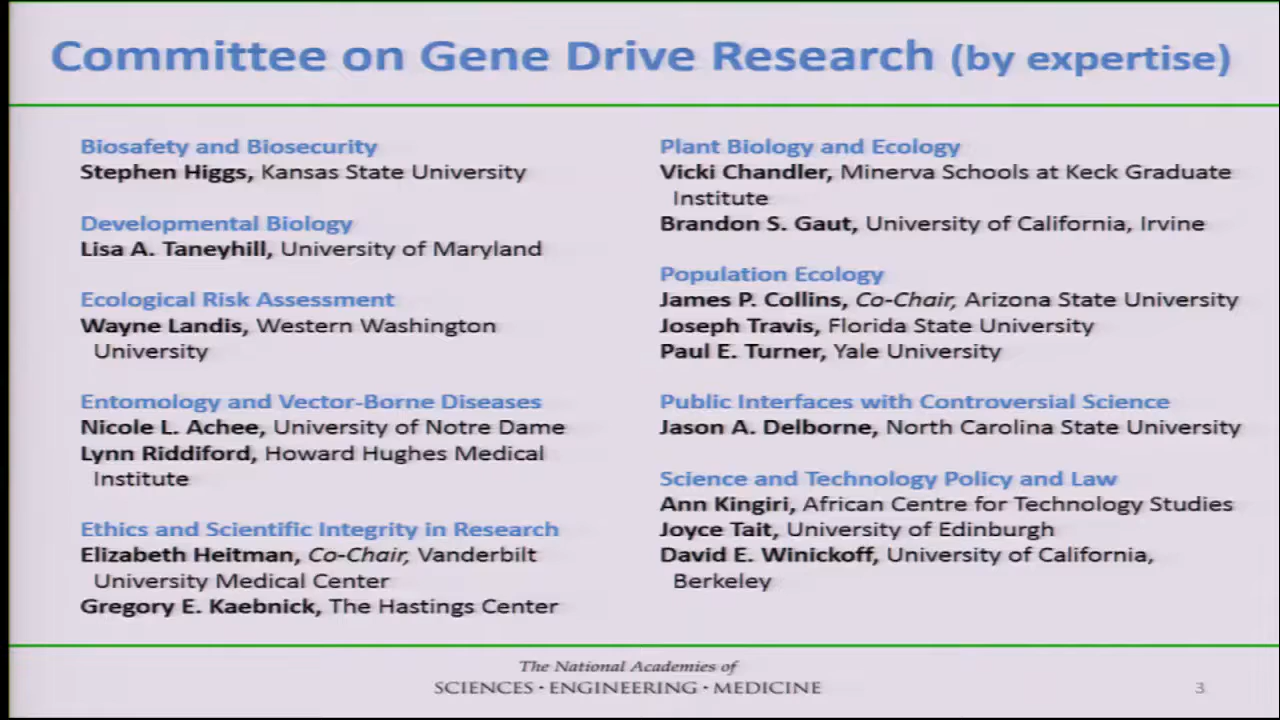 Committee on Gene Drive Research (by expertise)
Biosafety and Biosecurity
Stephen Higgs, Kansas State University
Developmental Biology
Lisa A. Taneyhill, University of Maryland
Ecological Risk Assessment
Wayne Landis, Western Washington
University
Entomology and Vector-Borne Diseases
Nicole L. Achee, University of Notre Dame
Lynn Riddiford, Howard Hughes Medical
Institute
Ethics and Scientific Integrity in Research
Elizabeth Heitman, Co-Chair, Vanderbilt
University Medical Center
Gregory E. Kaebnick, The Hastings Center
Plant Biology and Ecology
Vicki Chandler, Minerva Schools at Keck Graduate
Institute
Brandon S. Gaut, University of California, Irvine
Population Ecology
James P. Collins, Co-Chair, Arizona State University
Joseph Travis, Florida State University
Paul E. Turner, Yale University
Public Interfaces with Controversial Science
Jason A. Delborne, North Carolina State University
Science and Technology Policy and Law
Ann Kingiri, African Centre for Technology Studies
Joyce Tait, University of Edinburgh
David E. Winickoff, University of California,
Berkeley
The National Academies of
SCIENCES · ENGINEERING · MEDICINE
3